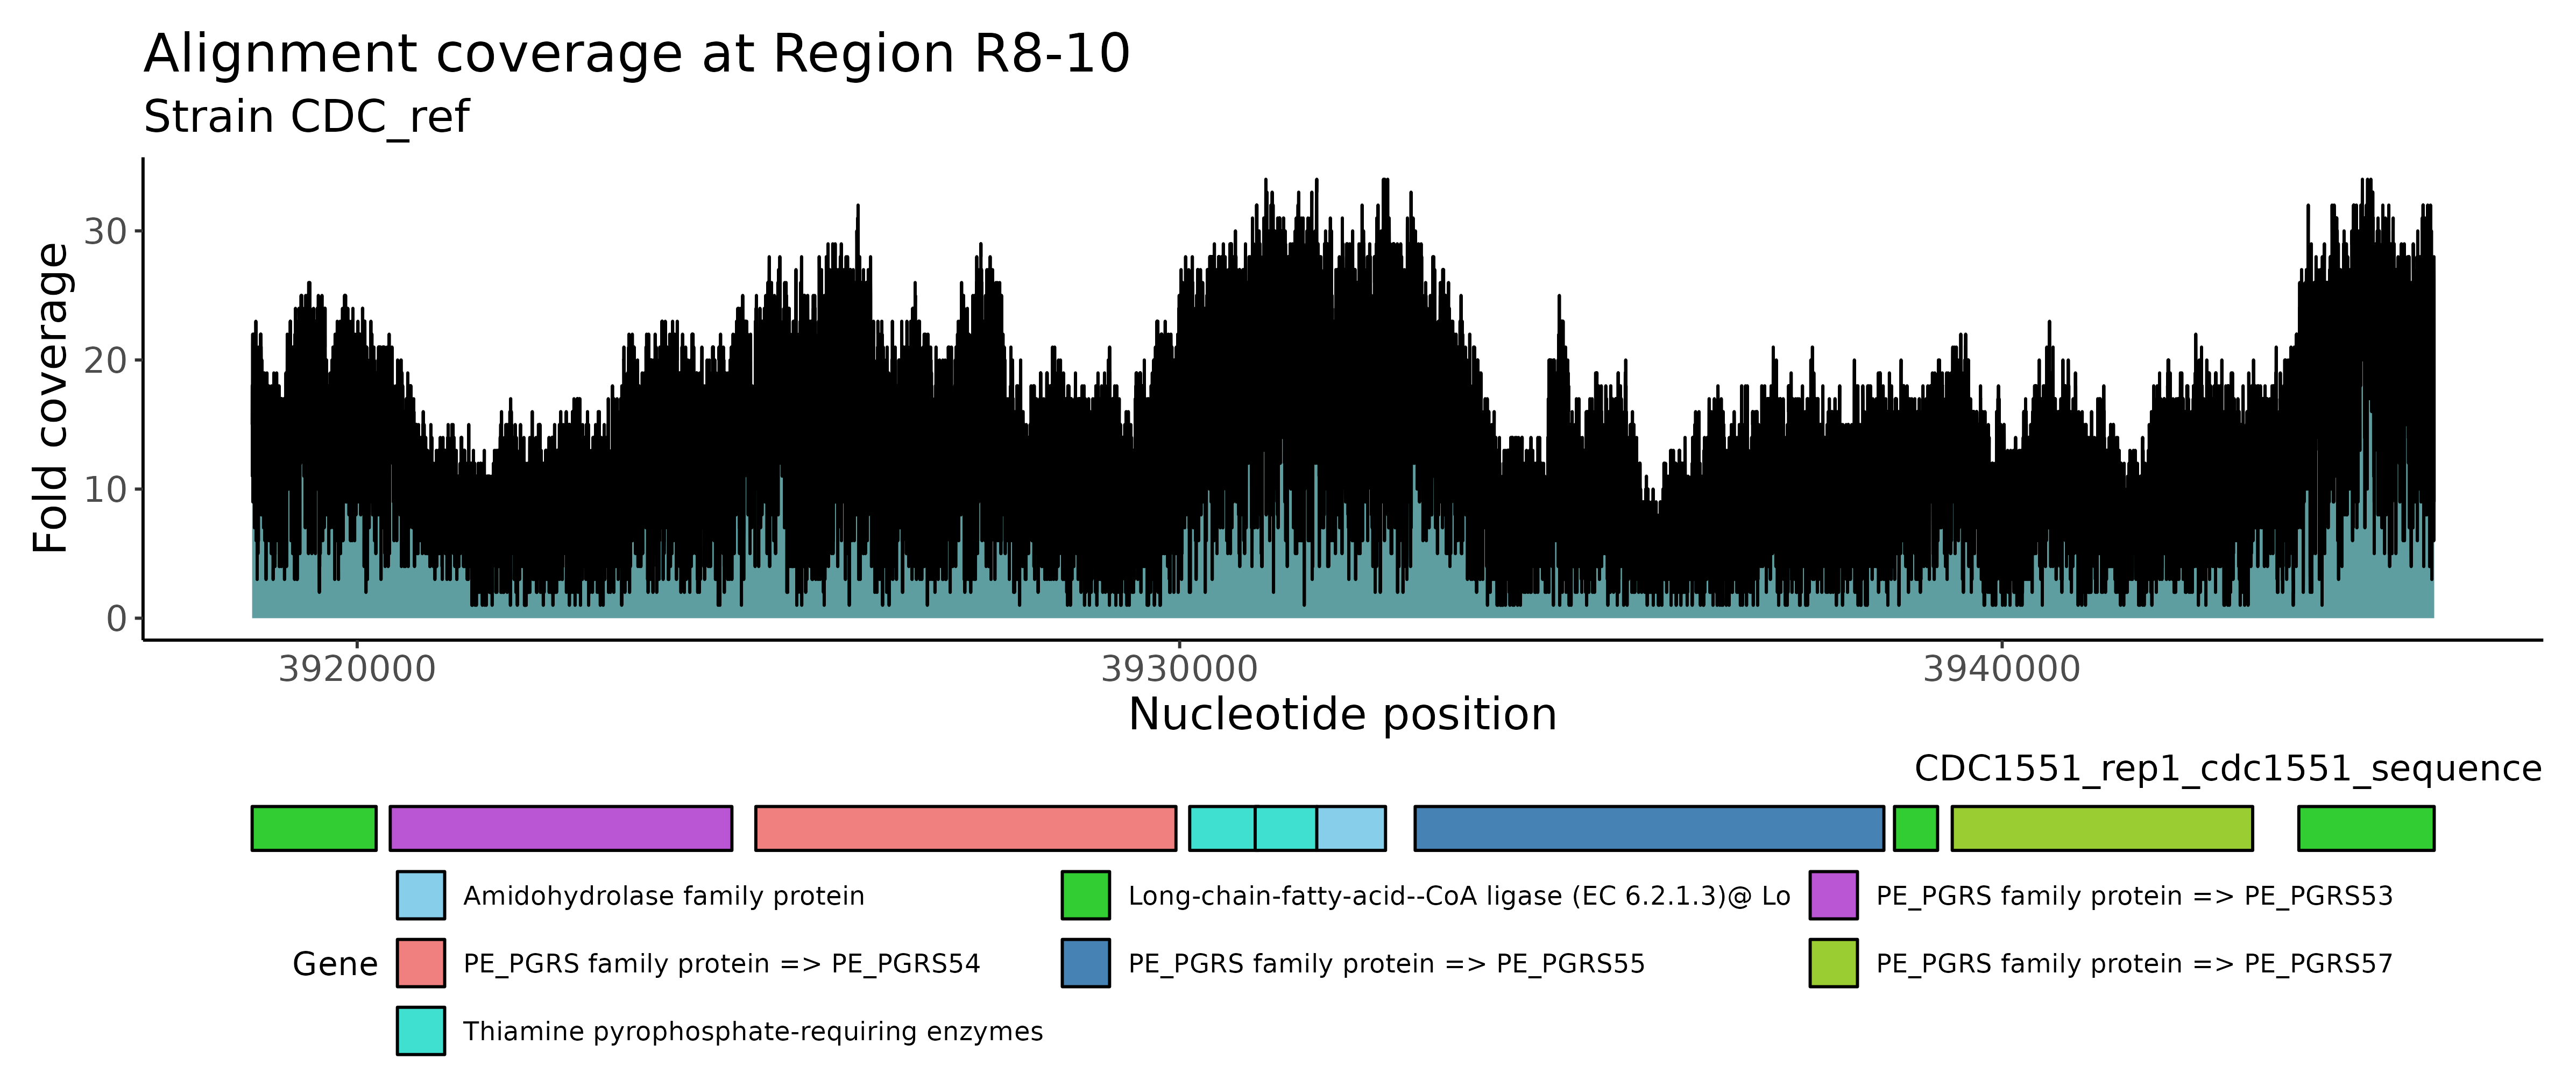 Alignment coverage at Region R8-10
Strain CDC_ref
Fold coverage
30
20
10
0
3920000 3930000 3940000
Nucleotide position
CDC1551_rep1_cdc1551_sequence
Gene
Amidohydrolase family protein
Long-chain-fatty-acid--CoA ligase (EC 6.2.1.3)@ Lo
PE_PGRS family protein => PE_PGRS53
PE_PGRS family protein => PE_PGRS54
PE_PGRS family protein => PE_PGRS55
PE_PGRS family protein => PE_PGRS57
Thiamine pyrophosphate-requiring enzymes